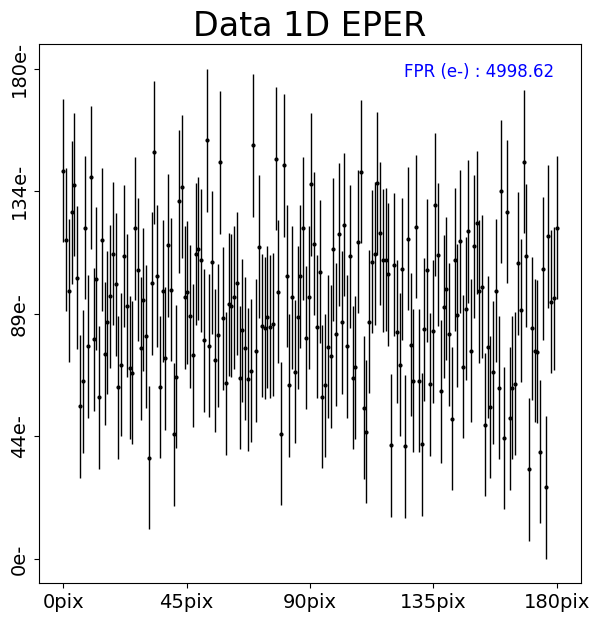 Data 1D EPER
FPR (e-) : 4998.62
180e-
134e-
89e-
44e-
0e-
0pix 45pix 90pix 135pix 180pix